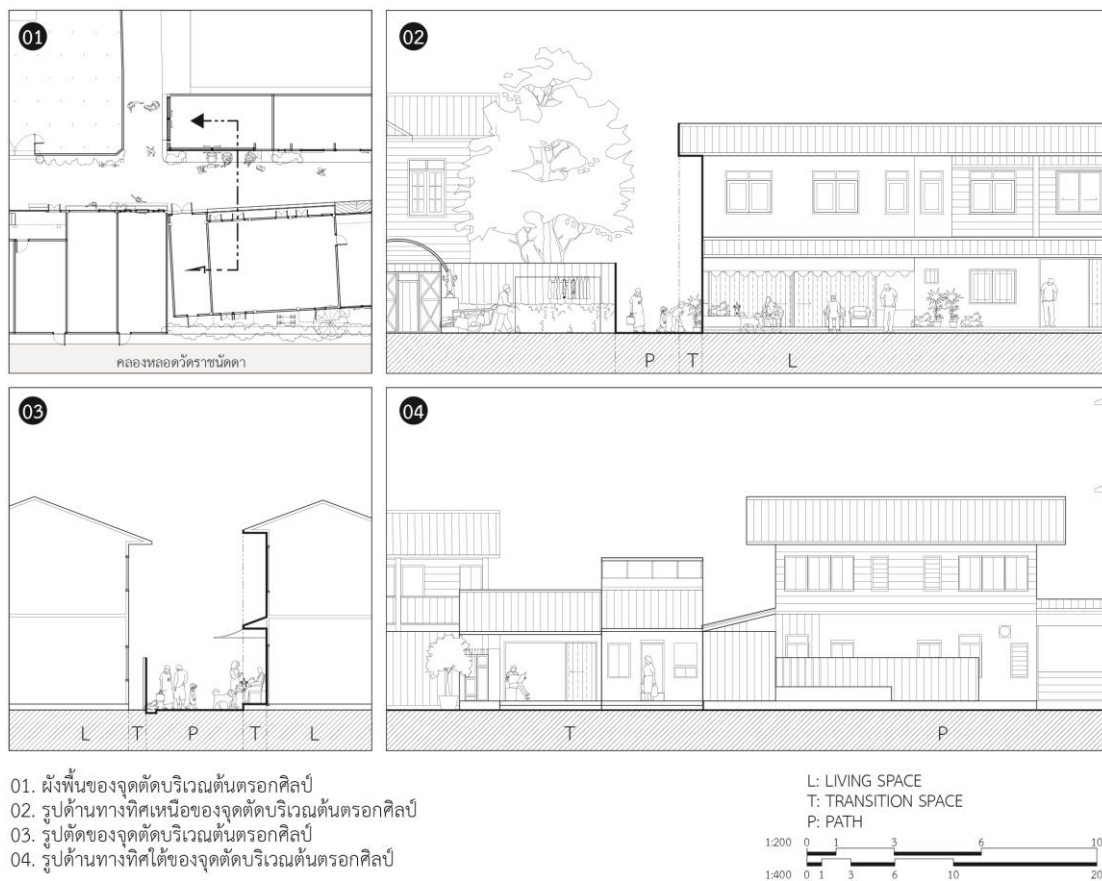 01
02
คลองหลอดวัดราชนัดดา
P T L
03
04
L T P T L
T P
01. ผังพื้นของจุดตัดบริเวณต้นตรอกศิลป์
02. รูปด้านทางทิศเหนือของจุดตัดบริเวณต้นตรอกศิลป์
03. รูปตัดของจุดตัดบริเวณต้นตรอกศิลป์
04. รูปด้านทางทิศใต้ของจุดตัดบริเวณต้นตรอกศิลป์
L: LIVING SPACE
T: TRANSITION SPACE
P: PATH
1:200 0 1 3 6 10
1:400 0 1 3 6 10 20